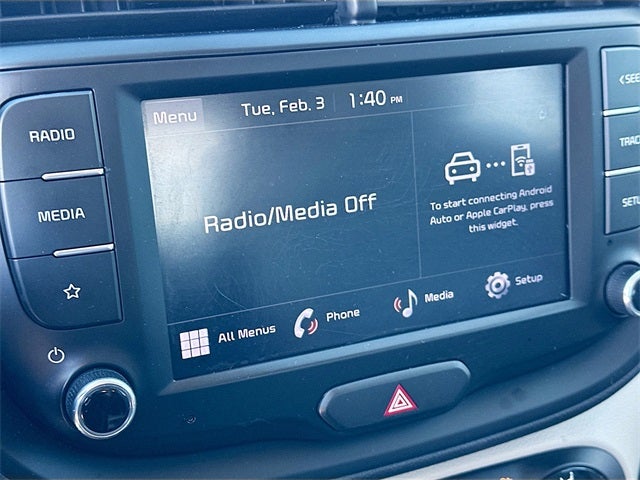 Menu
Tue, Feb. 3
1:40 PM
RADIO
MEDIA
Radio/Media Off
To start connecting Android
Auto or Apple CarPlay, press
this widget.
All Menus
Phone
Media
Setup